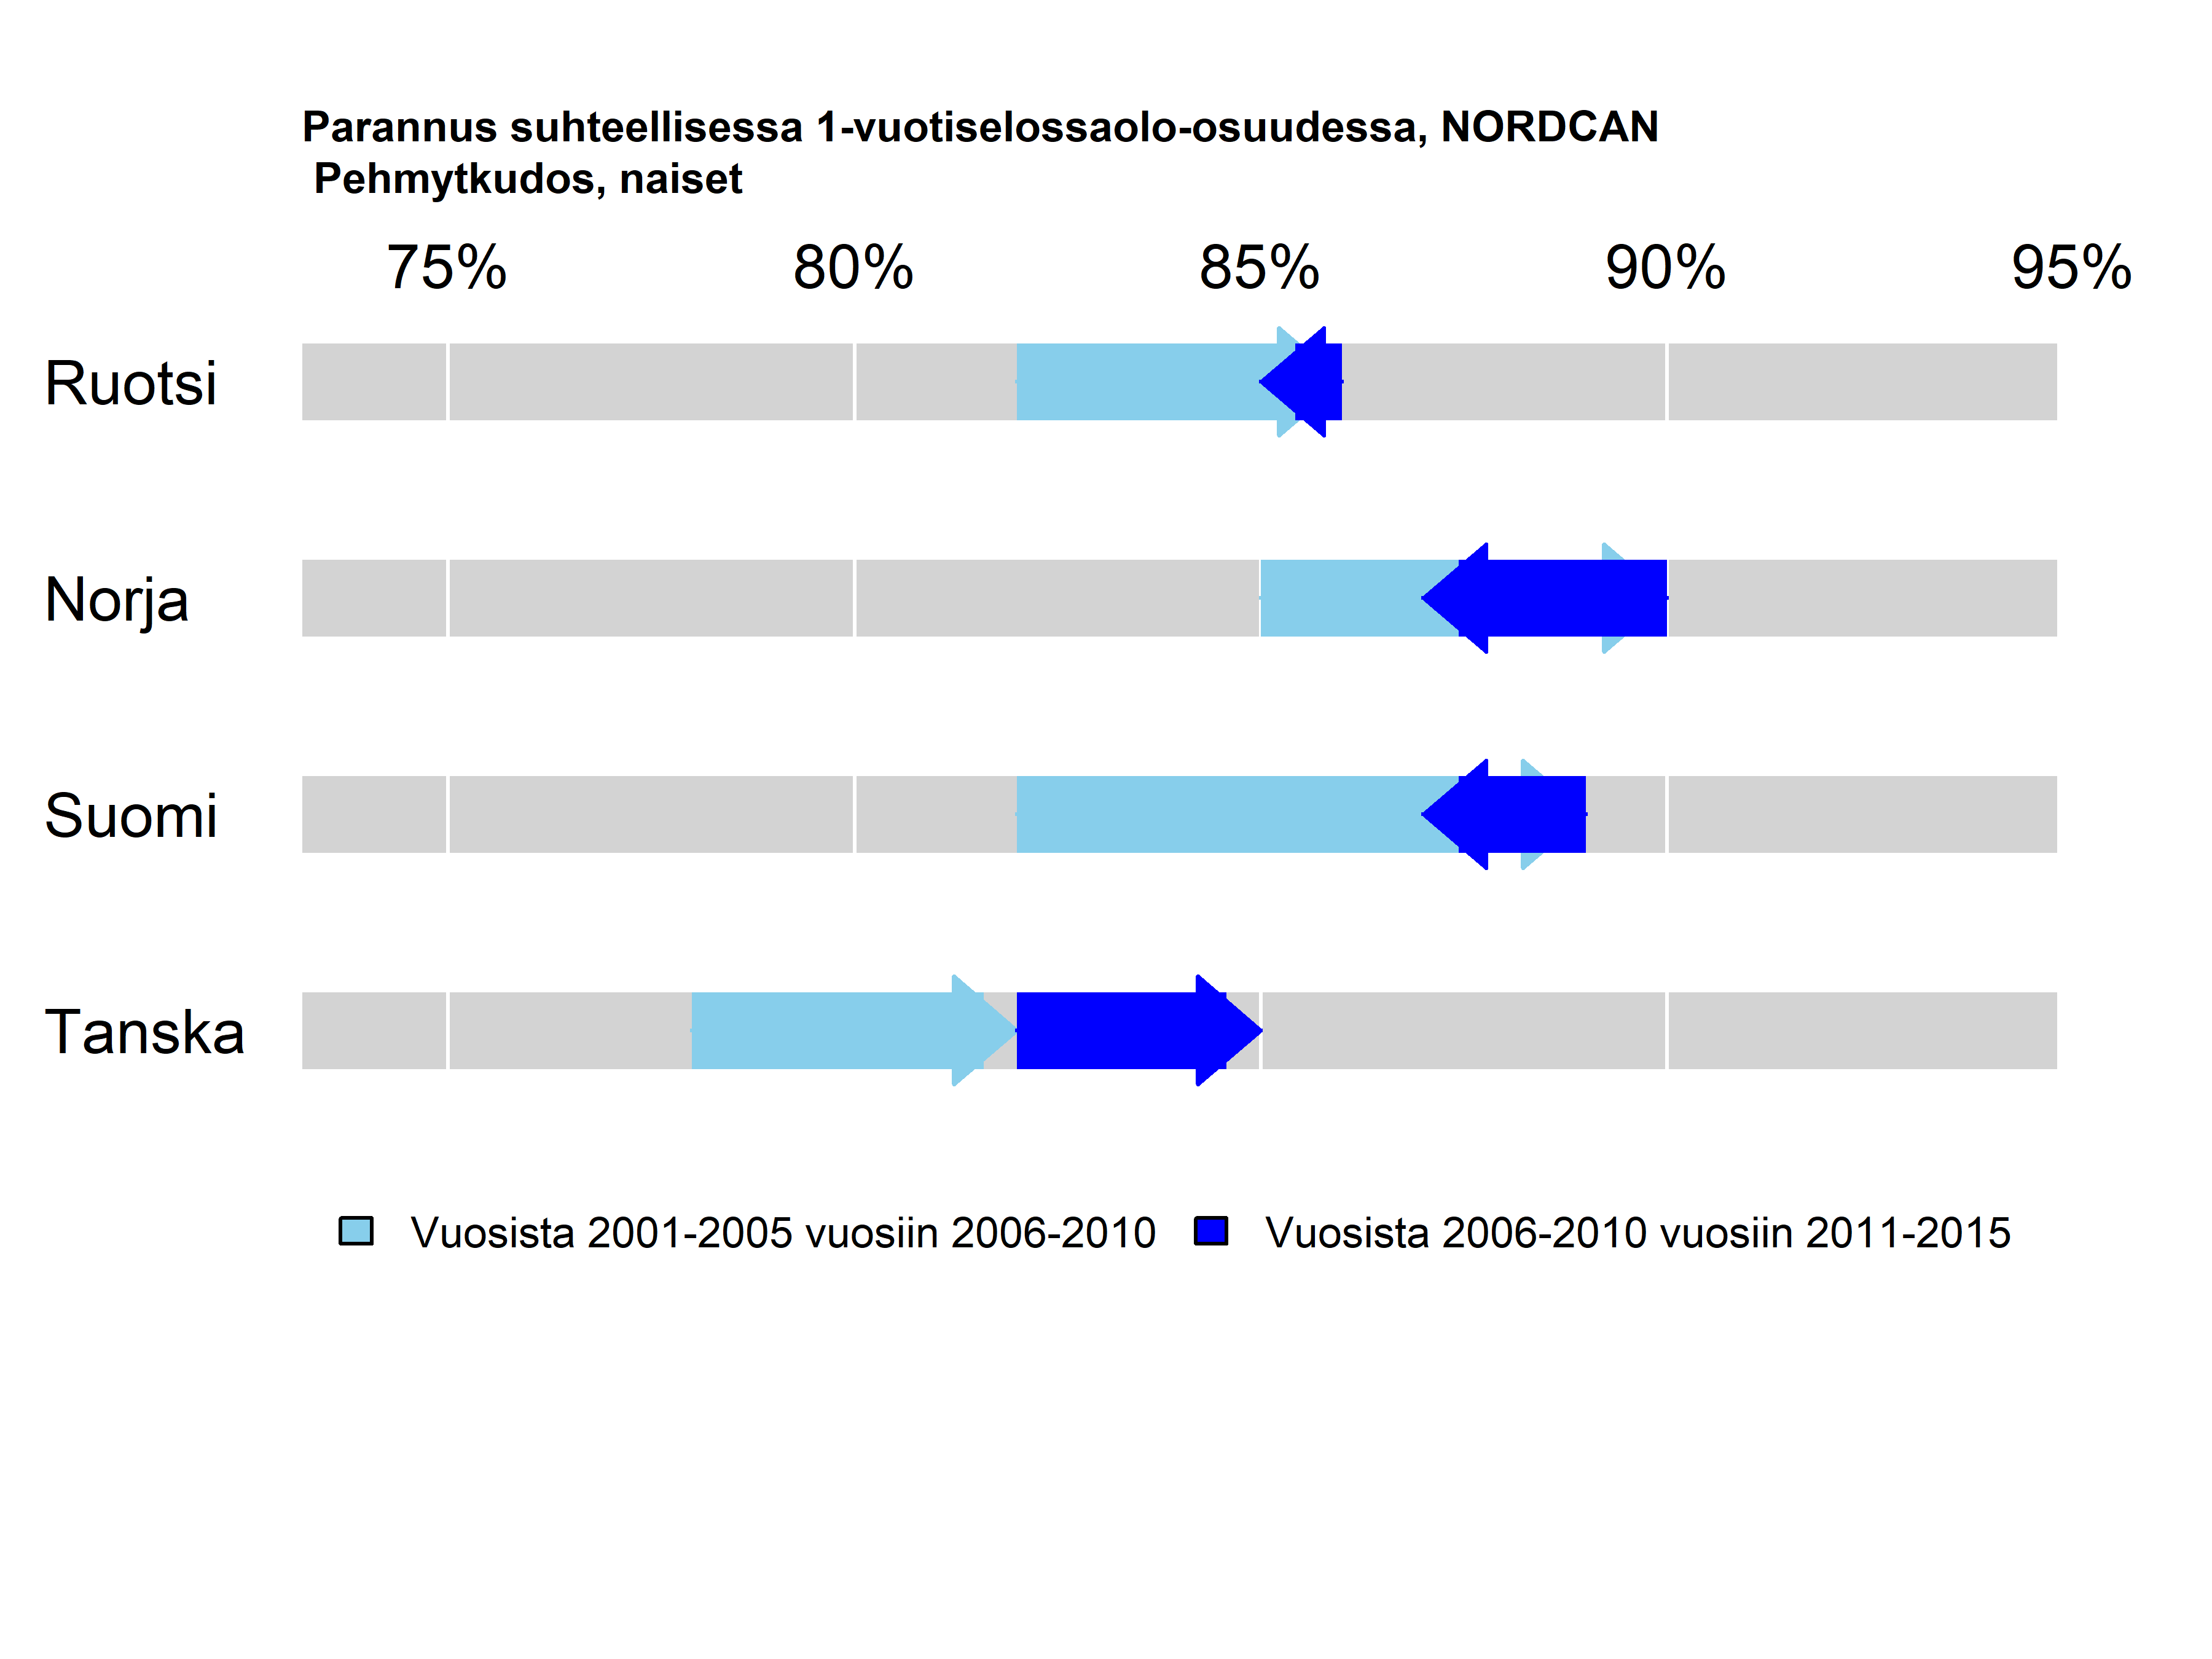 Parannus suhteellisessa 1-vuotiselossaolo-osuudessa, NORDCAN
Pehmytkudos, naiset
75% 80% 85% 90% 95%
Ruotsi
Norja
Suomi
Tanska
Vuosista 2001-2005 vuosiin 2006-2010 Vuosista 2006-2010 vuosiin 2011-2015